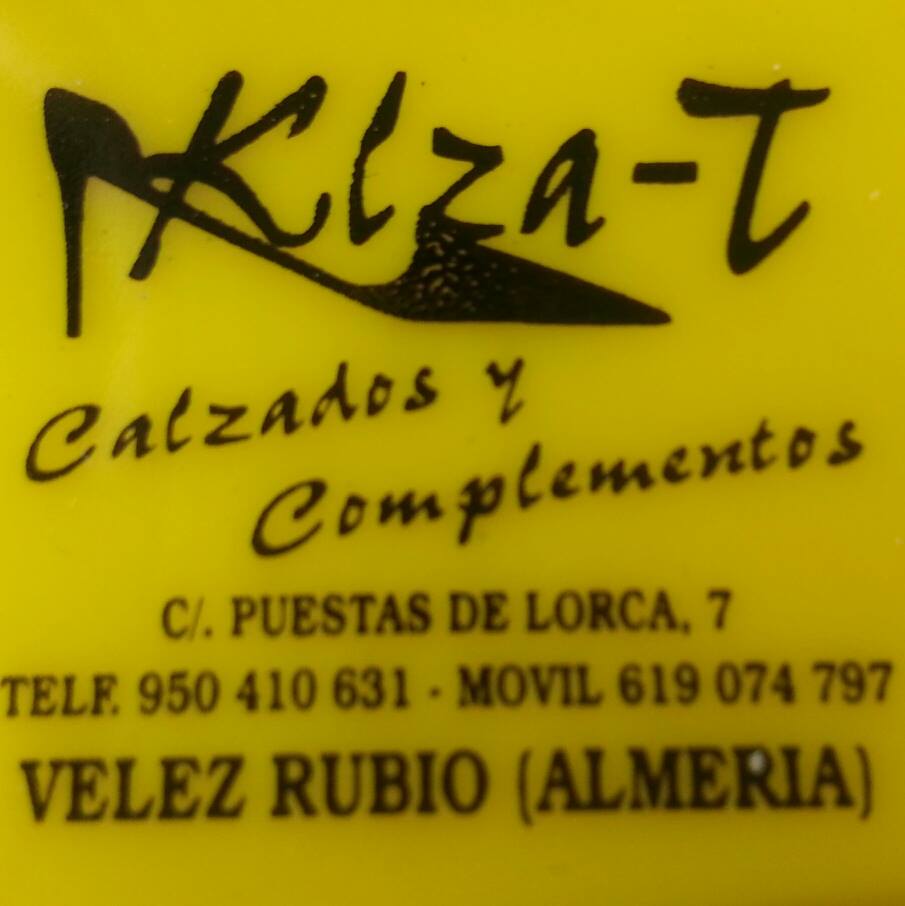 Klza-T
Calzados y
Complementos
C/. PUESTAS DE LORCA, 7
TELF. 950 410 631 - MOVIL 619 074 797
VELEZ RUBIO (ALMERIA)